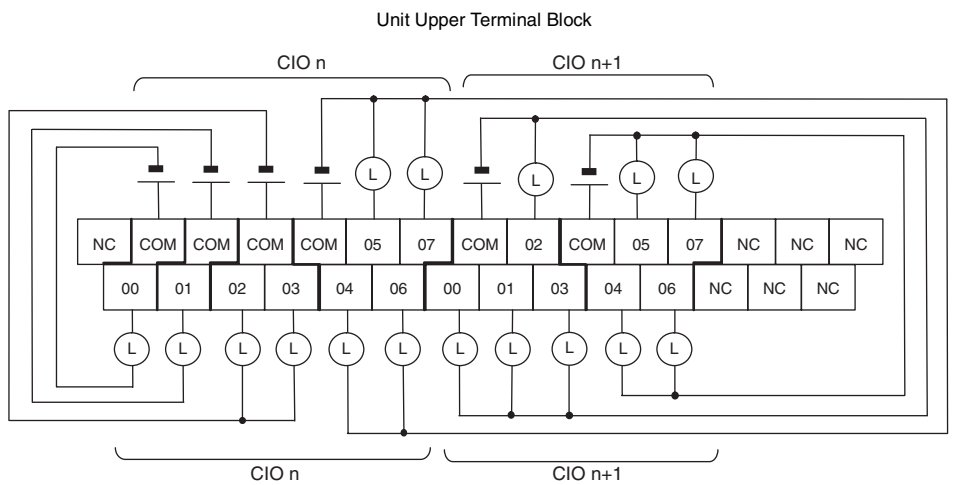 Unit Upper Terminal Block
CIO n CIO n+1
L L
L L L L
NC COM COM COM COM 05 07 COM 02 COM 05 07 NC NC NC
00 01 02 03 04 06 00 01 03 04 06 NC NC NC
L L L L L L L L L L L
CIO n CIO n+1